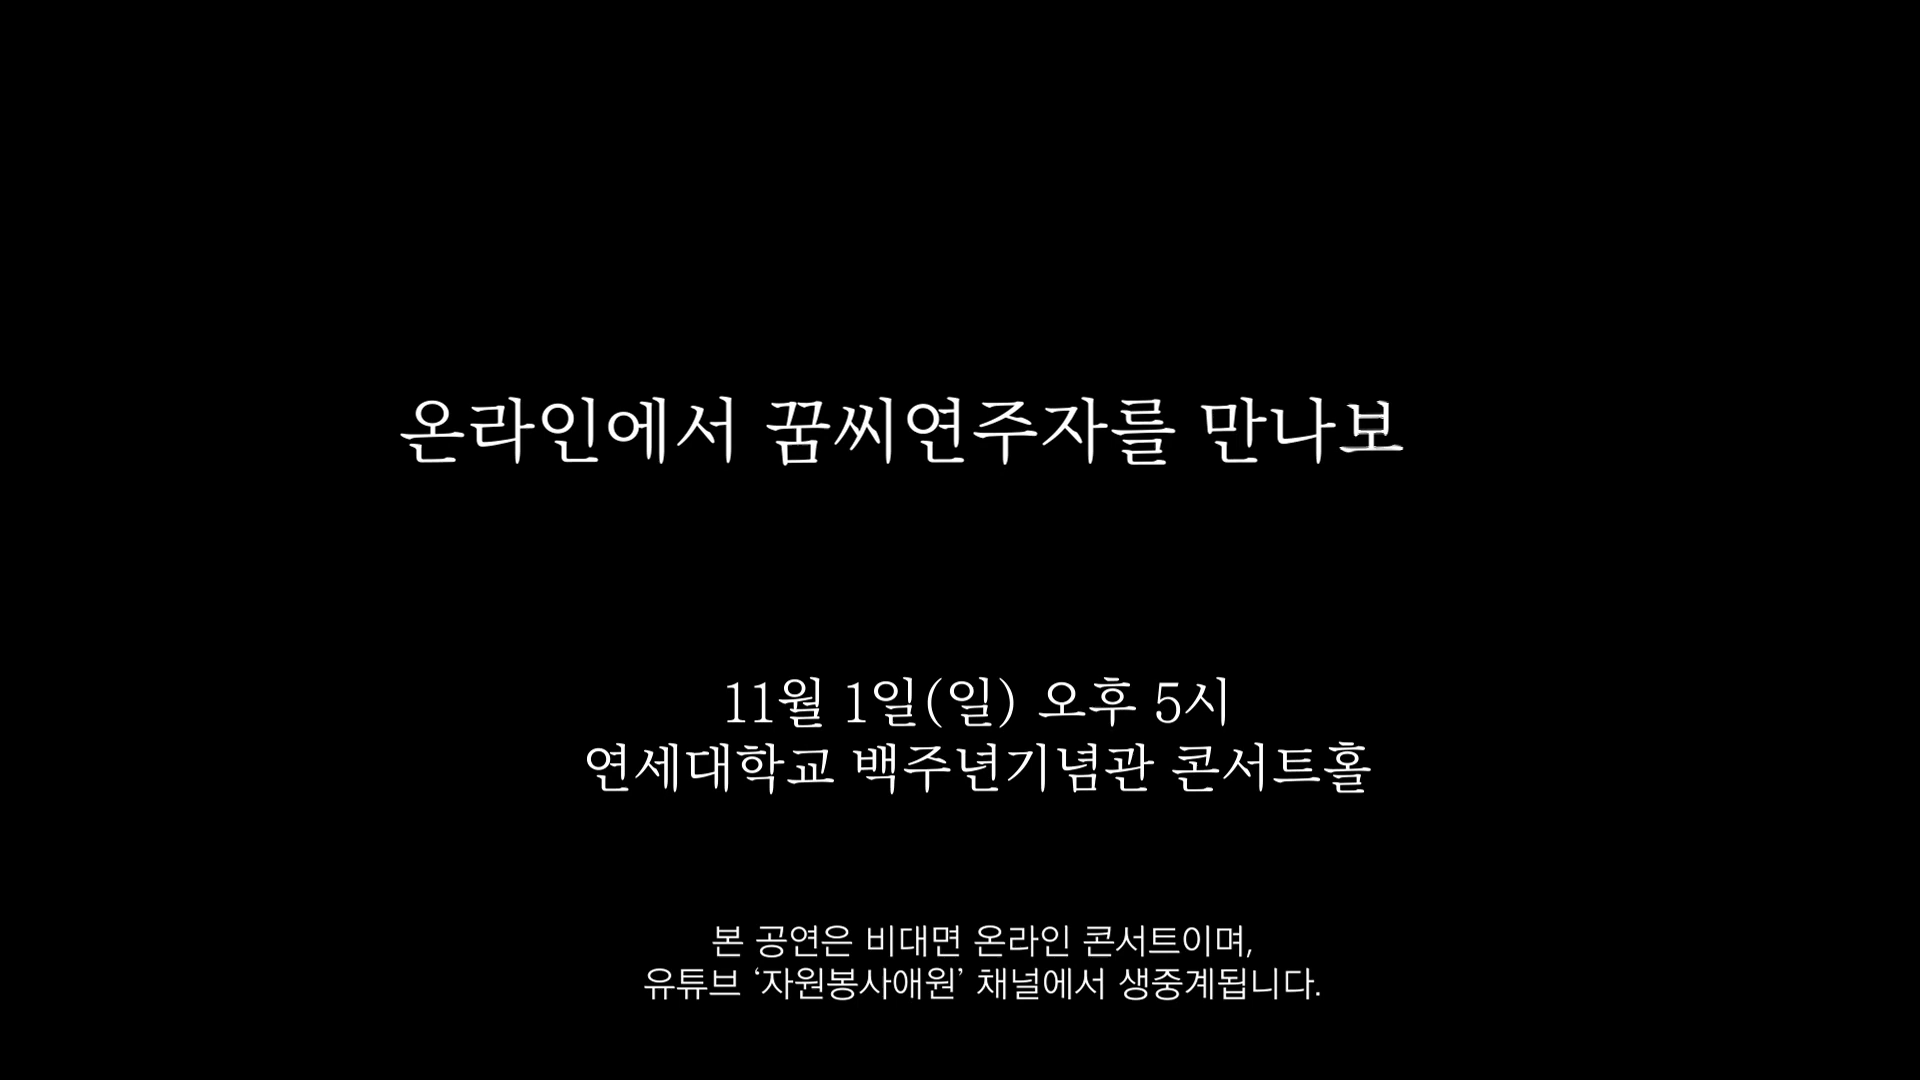 온라인에서 꿈씨연주자를 만나보
11월 1일(일) 오후 5시
연세대학교 백주년기념관 콘서트홀
본 공연은 비대면 온라인 콘서트이며,
유튜브 ‘자원봉사애원’ 채널에서 생중계됩니다.